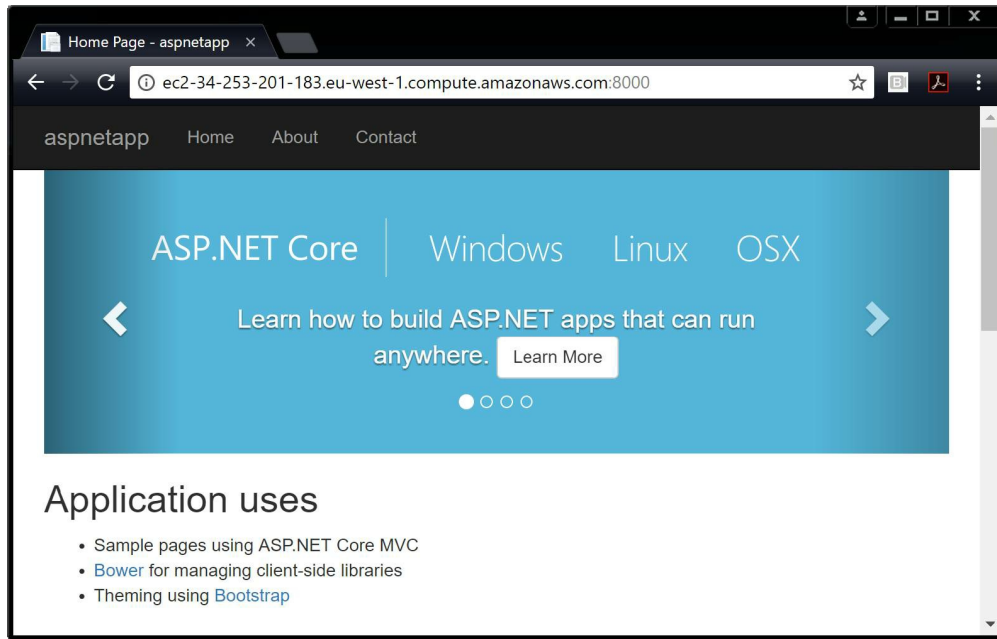 Home Page - aspnetapp
ec2-34-253-201-183.eu-west-1.compute.amazonaws.com:8000
aspnetapp Home About Contact
ASP.NET Core Windows Linux OSX
Learn how to build ASP.NET apps that can run
anywhere. Learn More
Application uses
• Sample pages using ASP.NET Core MVC
• Bower for managing client-side libraries
• Theming using Bootstrap